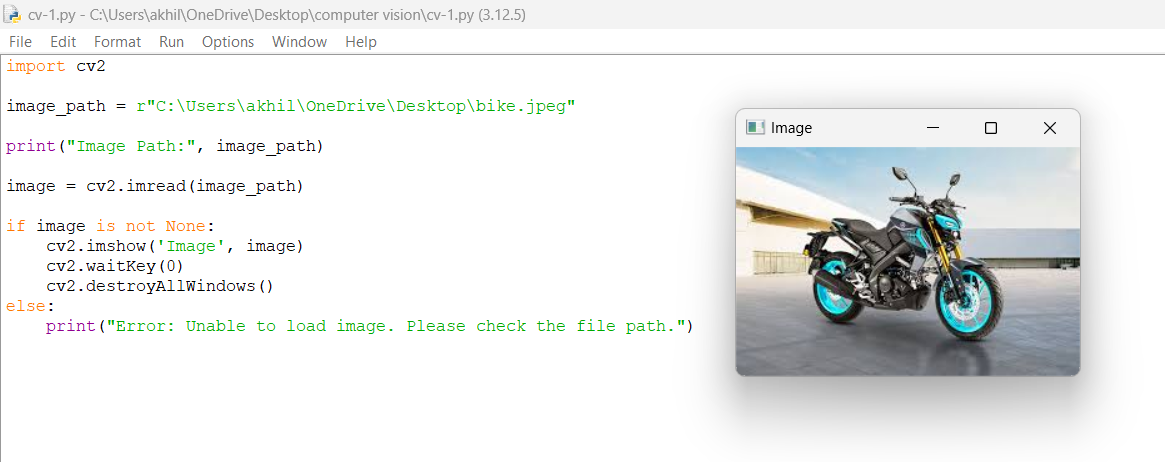 cv-1.py - C:\Users\akhil\OneDrive\Desktop\computer vision\cv-1.py (3.12.5)
File Edit Format Run Options Window Help
import cv2
image_path = r"C:\Users\akhil\OneDrive\Desktop\bike.jpeg"
print("Image Path:", image_path)
image = cv2.imread(image_path)
if image is not None:
    cv2.imshow('Image', image)
    cv2.waitKey(0)
    cv2.destroyAllWindows()
else:
    print("Error: Unable to load image. Please check the file path.")
Image